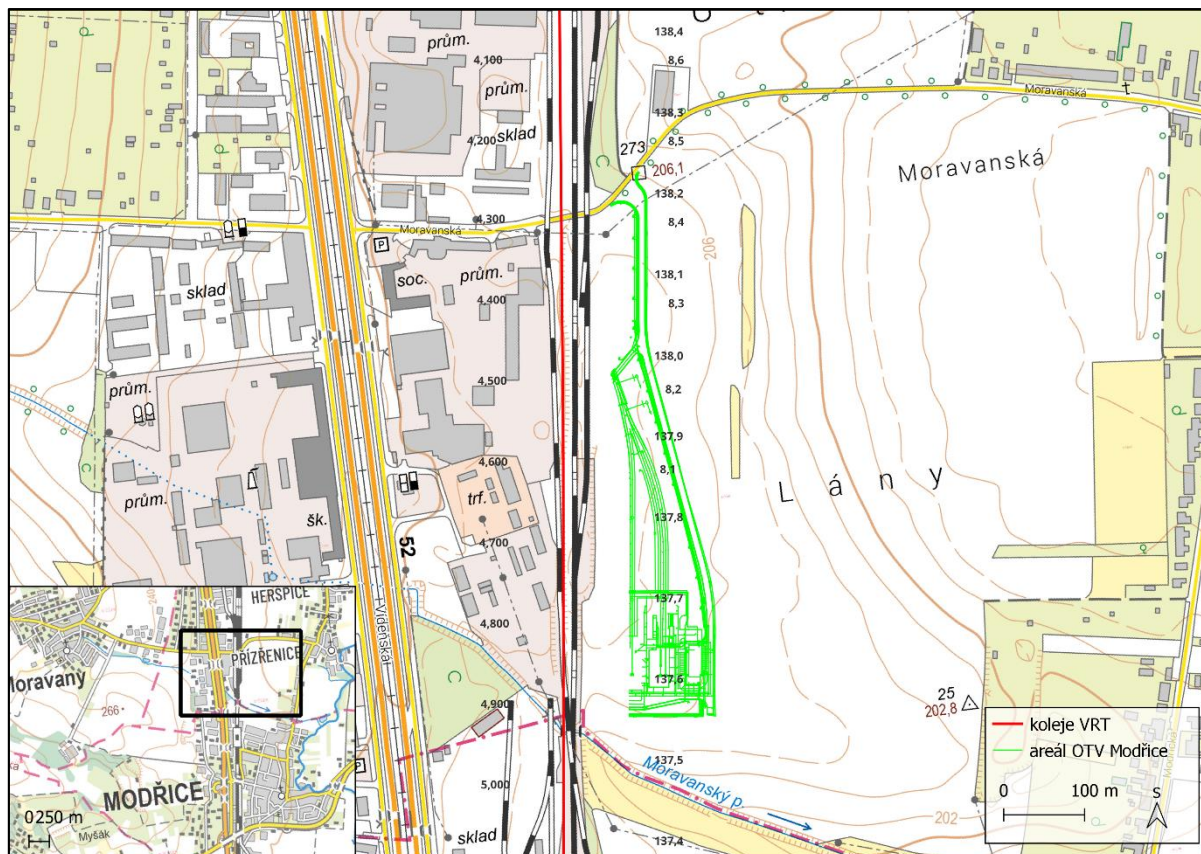 138,4
prům.
4,100
8,6
prům.
Moravanská
t
138,3
4,200
sklad
8,5
273
206,1
Moravanská
138,2
4,300
8,4
Moravanská
P
206
soc.
prům.
138,1
sklad
4,400
8,3
138,0
prům.
4,500
8,2
137,9
4,600
8,1
trf.
Lány
prům.
137,8
šk.
4,700
52
HERŠPICE
240
137,7
Vídeňská
4,800
PŘÍZŘENICE
137,6
Moravany
266
4,900
25
202,8
koleje VRT
areál OTV Modřice
137,5
P
5,000
Moravanský p.
0
100 m
S
MODŘICE
202
Myšák
0 250 m
sklad
137,4